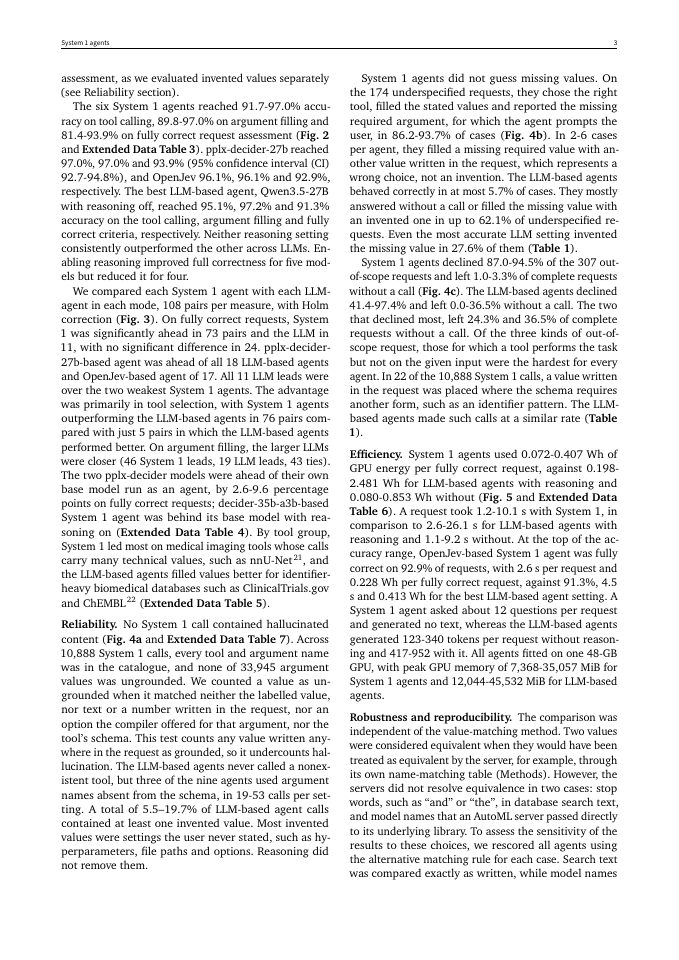 System 1 agents
3
assessment, as we evaluated invented values separately
(see Reliability section).
The six System 1 agents reached 91.7-97.0% accu-
racy on tool calling, 89.8-97.0% on argument filling and
81.4-93.9% on fully correct request assessment (Fig. 2
and Extended Data Table 3). pplx-decider-27b reached
97.0%, 97.0% and 93.9% (95% confidence interval (CI)
92.7-94.8%), and OpenJev 96.1%, 96.1% and 92.9%,
respectively. The best LLM-based agent, Qwen3.5-27B
with reasoning off, reached 95.1%, 97.2% and 91.3%
accuracy on the tool calling, argument filling and fully
correct criteria, respectively. Neither reasoning setting
consistently outperformed the other across LLMs. En-
abling reasoning improved full correctness for five mod-
els but reduced it for four.
We compared each System 1 agent with each LLM-
agent in each mode, 108 pairs per measure, with Holm
correction (Fig. 3). On fully correct requests, System
1 was significantly ahead in 73 pairs and the LLM in
11, with no significant difference in 24. pplx-decider-
27b-based agent was ahead of all 18 LLM-based agents
and OpenJev-based agent of 17. All 11 LLM leads were
over the two weakest System 1 agents. The advantage
was primarily in tool selection, with System 1 agents
outperforming the LLM-based agents in 76 pairs com-
pared with just 5 pairs in which the LLM-based agents
performed better. On argument filling, the larger LLMs
were closer (46 System 1 leads, 19 LLM leads, 43 ties).
The two pplx-decider models were ahead of their own
base model run as an agent, by 2.6-9.6 percentage
points on fully correct requests; decider-35b-a3b-based
System 1 agent was behind its base model with rea-
soning on (Extended Data Table 4). By tool group,
System 1 led most on medical imaging tools whose calls
carry many technical values, such as nnU-Net21, and
the LLM-based agents filled values better for identifier-
heavy biomedical databases such as ClinicalTrials.gov
and ChEMBL22 (Extended Data Table 5).
Reliability. No System 1 call contained hallucinated
content (Fig. 4a and Extended Data Table 7). Across
10,888 System 1 calls, every tool and argument name
was in the catalogue, and none of 33,945 argument
values was ungrounded. We counted a value as un-
grounded when it matched neither the labelled value,
nor text or a number written in the request, nor an
option the compiler offered for that argument, nor the
tool's schema. This test counts any value written any-
where in the request as grounded, so it undercounts hal-
lucination. The LLM-based agents never called a nonex-
istent tool, but three of the nine agents used argument
names absent from the schema, in 19-53 calls per set-
ting. A total of 5.5–19.7% of LLM-based agent calls
contained at least one invented value. Most invented
values were settings the user never stated, such as hy-
perparameters, file paths and options. Reasoning did
not remove them.
System 1 agents did not guess missing values. On
the 174 underspecified requests, they chose the right
tool, filled the stated values and reported the missing
required argument, for which the agent prompts the
user, in 86.2-93.7% of cases (Fig. 4b). In 2-6 cases
per agent, they filled a missing required value with an-
other value written in the request, which represents a
wrong choice, not an invention. The LLM-based agents
behaved correctly in at most 5.7% of cases. They mostly
answered without a call or filled the missing value with
an invented one in up to 62.1% of underspecified re-
quests. Even the most accurate LLM setting invented
the missing value in 27.6% of them (Table 1).
System 1 agents declined 87.0-94.5% of the 307 out-
of-scope requests and left 1.0-3.3% of complete requests
without a call (Fig. 4c). The LLM-based agents declined
41.4-97.4% and left 0.0-36.5% without a call. The two
that declined most, left 24.3% and 36.5% of complete
requests without a call. Of the three kinds of out-of-
scope request, those for which a tool performs the task
but not on the given input were the hardest for every
agent. In 22 of the 10,888 System 1 calls, a value written
in the request was placed where the schema requires
another form, such as an identifier pattern. The LLM-
based agents made such calls at a similar rate (Table
1).
Efficiency. System 1 agents used 0.072-0.407 Wh of
GPU energy per fully correct request, against 0.198-
2.481 Wh for LLM-based agents with reasoning and
0.080-0.853 Wh without (Fig. 5 and Extended Data
Table 6). A request took 1.2-10.1 s with System 1, in
comparison to 2.6-26.1 s for LLM-based agents with
reasoning and 1.1-9.2 s without. At the top of the ac-
curacy range, OpenJev-based System 1 agent was fully
correct on 92.9% of requests, with 2.6 s per request and
0.228 Wh per fully correct request, against 91.3%, 4.5
s and 0.413 Wh for the best LLM-based agent setting. A
System 1 agent asked about 12 questions per request
and generated no text, whereas the LLM-based agents
generated 123-340 tokens per request without reason-
ing and 417-952 with it. All agents fitted on one 48-GB
GPU, with peak GPU memory of 7,368-35,057 MiB for
System 1 agents and 12,044-45,532 MiB for LLM-based
agents.
Robustness and reproducibility. The comparison was
independent of the value-matching method. Two values
were considered equivalent when they would have been
treated as equivalent by the server, for example, through
its own name-matching table (Methods). However, the
servers did not resolve equivalence in two cases: stop
words, such as “and” or “the”, in database search text,
and model names that an AutoML server passed directly
to its underlying library. To assess the sensitivity of the
results to these choices, we rescored all agents using
the alternative matching rule for each case. Search text
was compared exactly as written, while model names